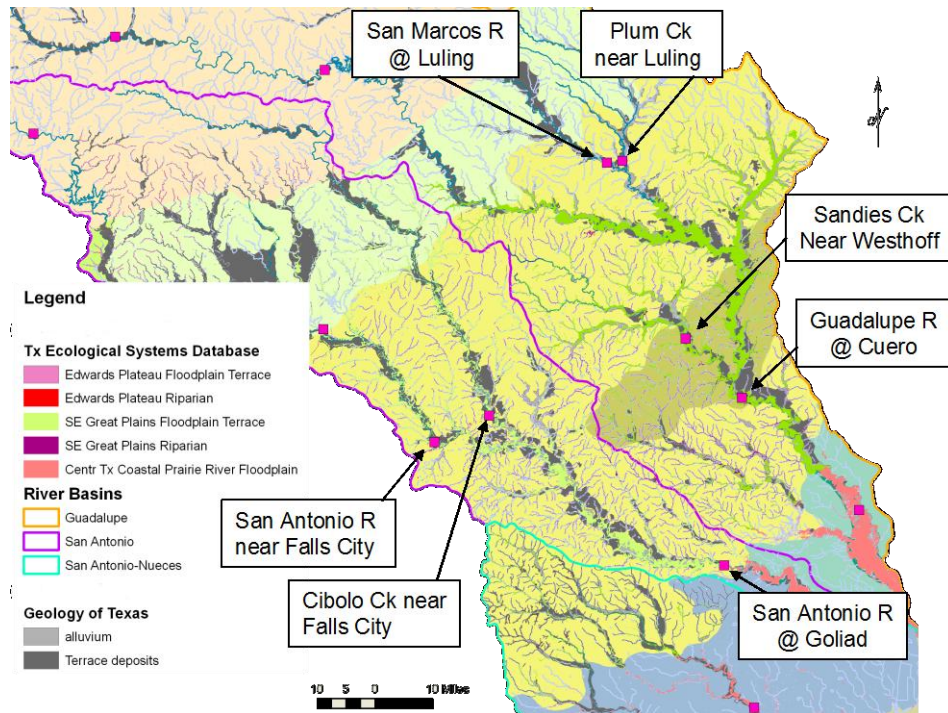 San Marcos R
@ Luling
Plum Ck
near Luling
Sandies Ck
Near Westhoff
Guadalupe R
@ Cuero
Legend
Tx Ecological Systems Database
Edwards Plateau Floodplain Terrace
Edwards Plateau Riparian
SE Great Plains Floodplain Terrace
SE Great Plains Riparian
Centr Tx Coastal Prairie River Floodplain
River Basins
Guadalupe
San Antonio
San Antonio-Nueces
Geology of Texas
alluvium
Terrace deposits
San Antonio R
near Falls City
Cibolo Ck near
Falls City
San Antonio R
@ Goliad
10 5 0 10 Miles